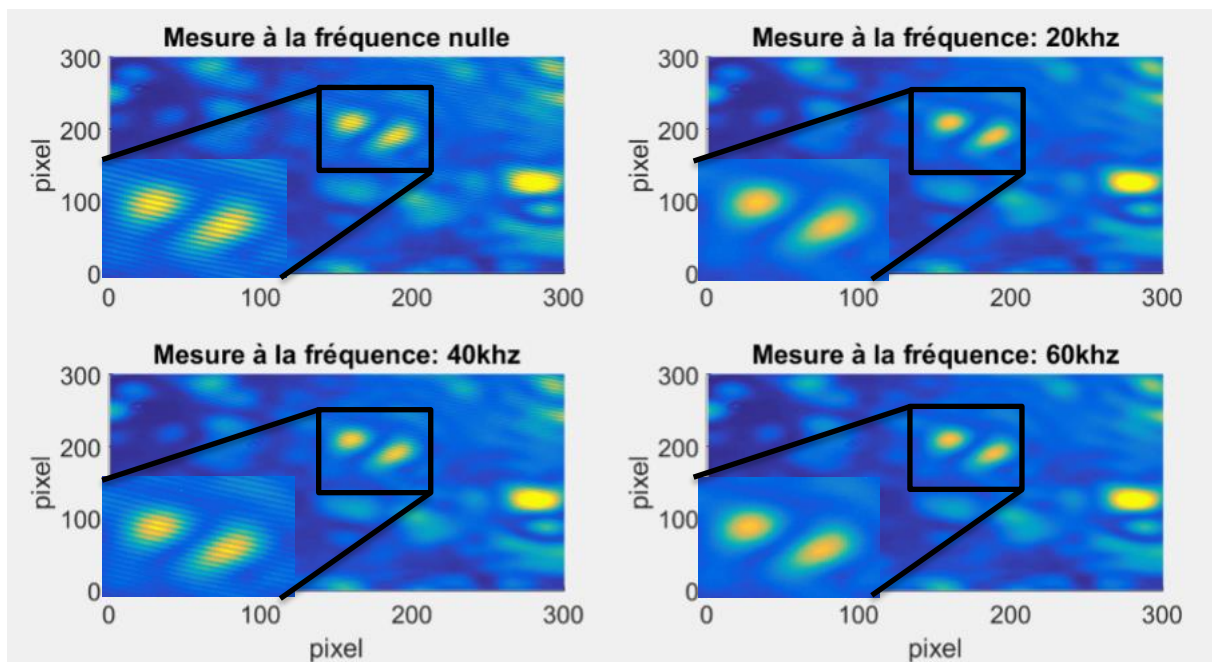 Mesure à la fréquence nulle
300
200
100
0
pixel
0 100 200 300
Mesure à la fréquence: 20khz
300
200
100
0
pixel
0 100 200 300
Mesure à la fréquence: 40khz
300
200
100
0
pixel
0 100 200 300
pixel
Mesure à la fréquence: 60khz
300
200
100
0
pixel
0 100 200 300
pixel